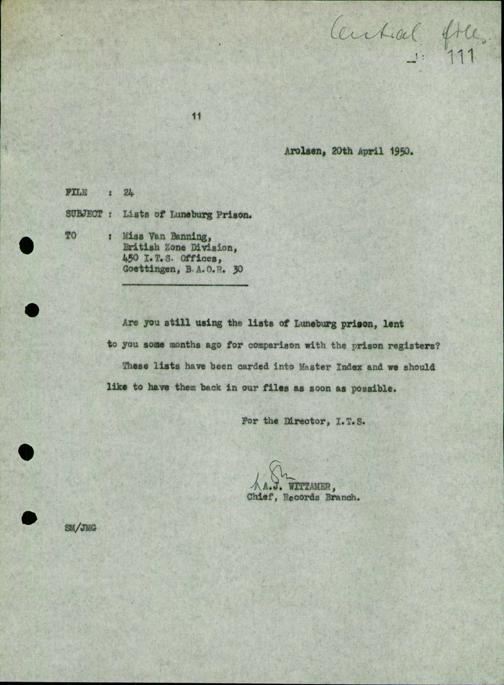 Central files
111
11
Arolsen, 20th April 1950.
FILE : 24
SUBJECT : Lists of Luneburg Prison.
TO : Miss Van Banning,
British Zone Division,
450 I.T.S. Offices,
Goettingen, B.A.O.R. 30
Are you still using the lists of Luneburg prison, lent
to you some months ago for comparison with the prison registers?
These lists have been carded into Master Index and we should
like to have them back in our files as soon as possible.
For the Director, I.T.S.
A.J. WITTAMER,
Chief, Records Branch.
SM/JMG